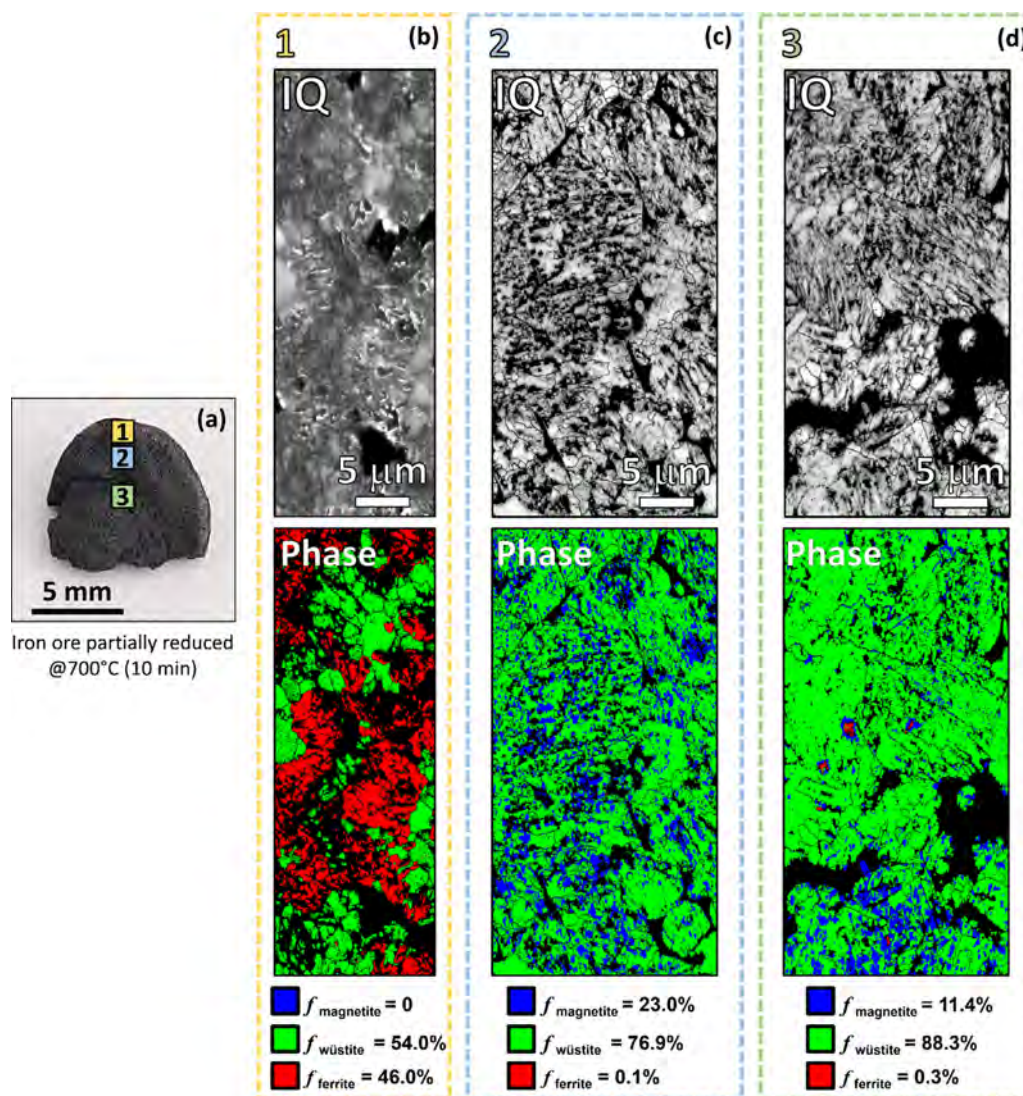 1
(b)
IQ
5 µm
Phase
f magnetite = 0
f wüstite = 54.0%
f ferrite = 46.0%
2
(c)
IQ
5 µm
Phase
f magnetite = 23.0%
f wüstite = 76.9%
f ferrite = 0.1%
3
(d)
IQ
5 µm
Phase
f magnetite = 11.4%
f wüstite = 88.3%
f ferrite = 0.3%
(a)
1
2
3
5 mm
Iron ore partially reduced
@700°C (10 min)